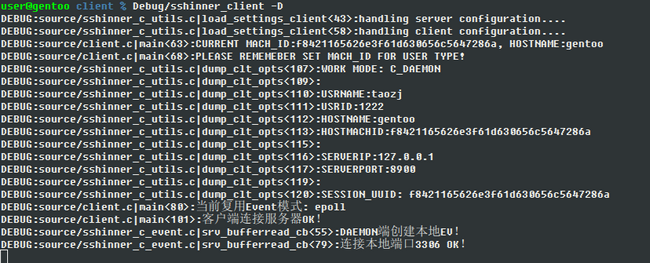 user@gentoo client % Debug/sshinner_client -D
DEBUG:source/sshinner_c_utils.c|load_settings_client<43>:handling server configuration....
DEBUG:source/sshinner_c_utils.c|load_settings_client<58>:handling client configuration....
DEBUG:source/client.c|main<63>:CURRENT MACH_ID:f8421165626e3f61d630656c5647286a, HOSTNAME:gentoo
DEBUG:source/client.c|main<68>:PLEASE REMEMEBER SET MACH_ID FOR USER TYPE!
DEBUG:source/sshinner_c_utils.c|dump_clt_opts<107>:WORK MODE: C_DAEMON
DEBUG:source/sshinner_c_utils.c|dump_clt_opts<109>:
DEBUG:source/sshinner_c_utils.c|dump_clt_opts<110>:USRNAME:taozj
DEBUG:source/sshinner_c_utils.c|dump_clt_opts<111>:USRID:1222
DEBUG:source/sshinner_c_utils.c|dump_clt_opts<112>:HOSTNAME:gentoo
DEBUG:source/sshinner_c_utils.c|dump_clt_opts<113>:HOSTMACHID:f8421165626e3f61d630656c5647286a
DEBUG:source/sshinner_c_utils.c|dump_clt_opts<115>:
DEBUG:source/sshinner_c_utils.c|dump_clt_opts<116>:SERVERIP:127.0.0.1
DEBUG:source/sshinner_c_utils.c|dump_clt_opts<117>:SERVERPORT:8900
DEBUG:source/sshinner_c_utils.c|dump_clt_opts<119>:
DEBUG:source/sshinner_c_utils.c|dump_clt_opts<120>:SESSION_UUID: f8421165626e3f61d630656c5647286a
DEBUG:source/client.c|main<80>:当前复用Event模式: epoll
DEBUG:source/client.c|main<101>:客户端连接服务器OK!
DEBUG:source/sshinner_c_event.c|srv_bufferread_cb<55>:DAEMON端创建本地EV!
DEBUG:source/sshinner_c_event.c|srv_bufferread_cb<79>:连接本地端口3306 OK!